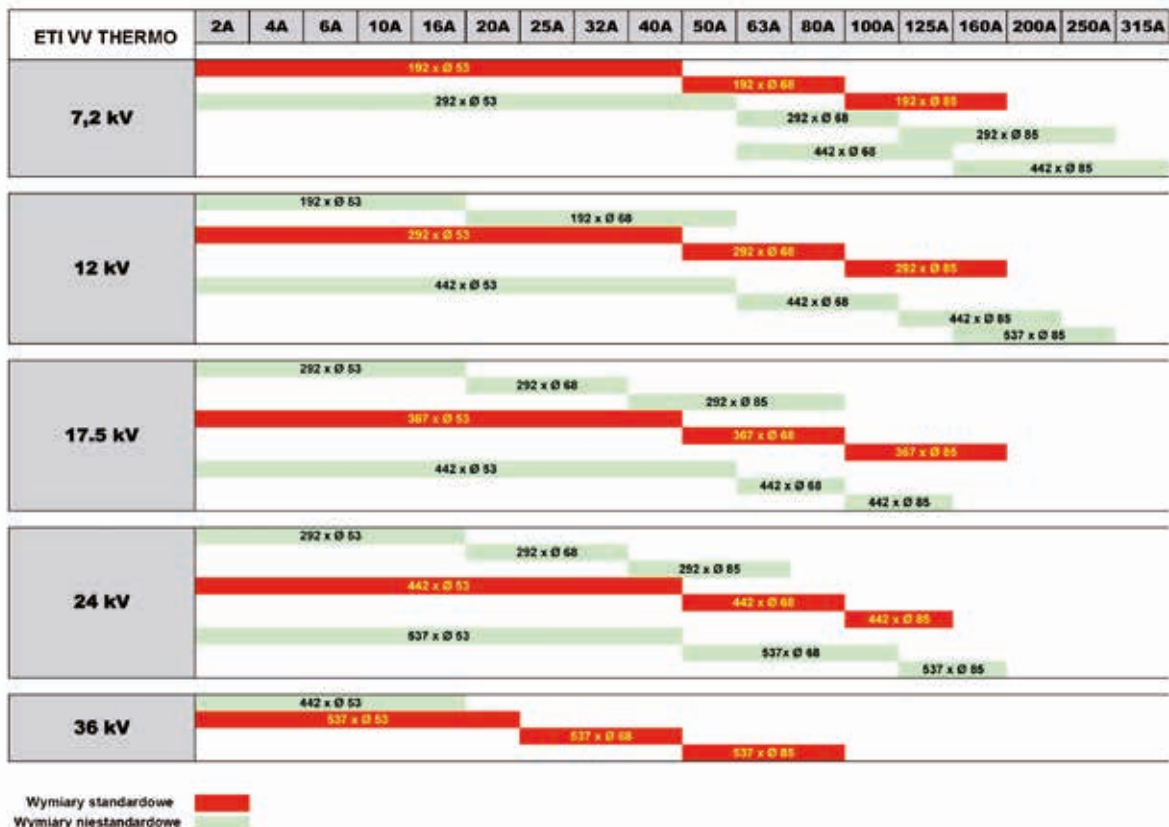 ETI VV THERMO 2A 4A 6A 10A 16A 20A 25A 32A 40A 50A 63A 80A 100A 125A 160A 200A 250A 315A
7,2 kV
192 x Ø 53
192 x Ø 68
292 x Ø 53
192 x Ø 85
292 x Ø 68
292 x Ø 85
442 x Ø 68
442 x Ø 85
12 kV
192 x Ø 53
192 x Ø 68
292 x Ø 53
292 x Ø 68
292 x Ø 85
442 x Ø 53
442 x Ø 68
442 x Ø 85
537 x Ø 85
17.5 kV
292 x Ø 53
292 x Ø 68
292 x Ø 85
367 x Ø 53
367 x Ø 68
367 x Ø 85
442 x Ø 53
442 x Ø 68
442 x Ø 85
24 kV
292 x Ø 53
292 x Ø 68
292 x Ø 85
442 x Ø 53
442 x Ø 68
442 x Ø 85
537 x Ø 53
537x Ø 68
537 x Ø 85
36 kV
442 x Ø 53
537 x Ø 53
537 x Ø 68
537 x Ø 85
Wymiary standardowe
Wymiary niestandardowe